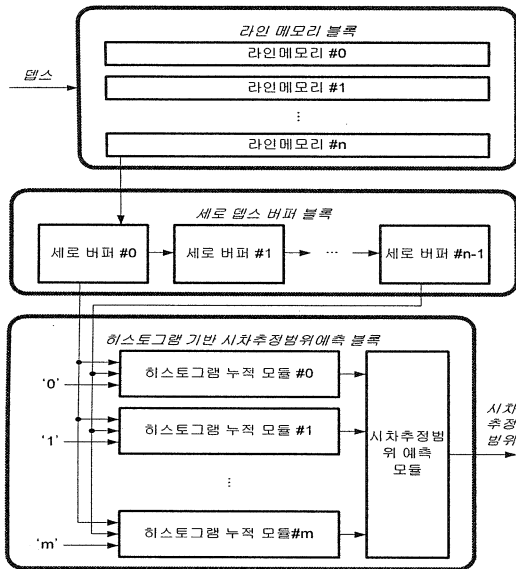 라인 메모리 블록
라인메모리 #0
뎁스
라인메모리 #1
⋮
라인메모리 #n
세로 뎁스 버퍼 블록
세로 버퍼 #0
세로 버퍼 #1
…
세로 버퍼 #n-1
히스토그램 기반 시차추정범위예측 블록
히스토그램 누적 모듈 #0
'0'
히스토그램 누적 모듈 #1
'1'
⋮
히스토그램 누적 모듈#m
'm'
시차추정범
위 예측
모듈
시차
추정
범위